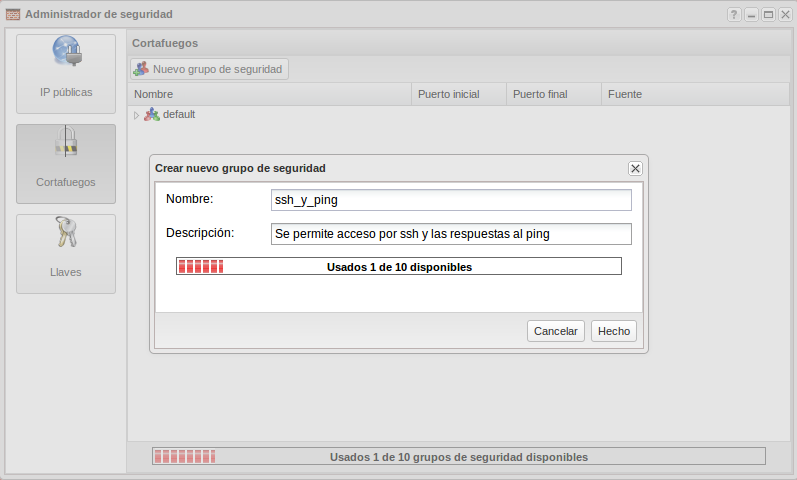 Administrador de seguridad
IP públicas
Cortafuegos
Llaves
Cortafuegos
Nuevo grupo de seguridad
Nombre Puerto inicial Puerto final Fuente
default
Crear nuevo grupo de seguridad
Nombre: ssh_y_ping
Descripción: Se permite acceso por ssh y las respuestas al ping
Usados 1 de 10 disponibles
Cancelar Hecho
Usados 1 de 10 grupos de seguridad disponibles